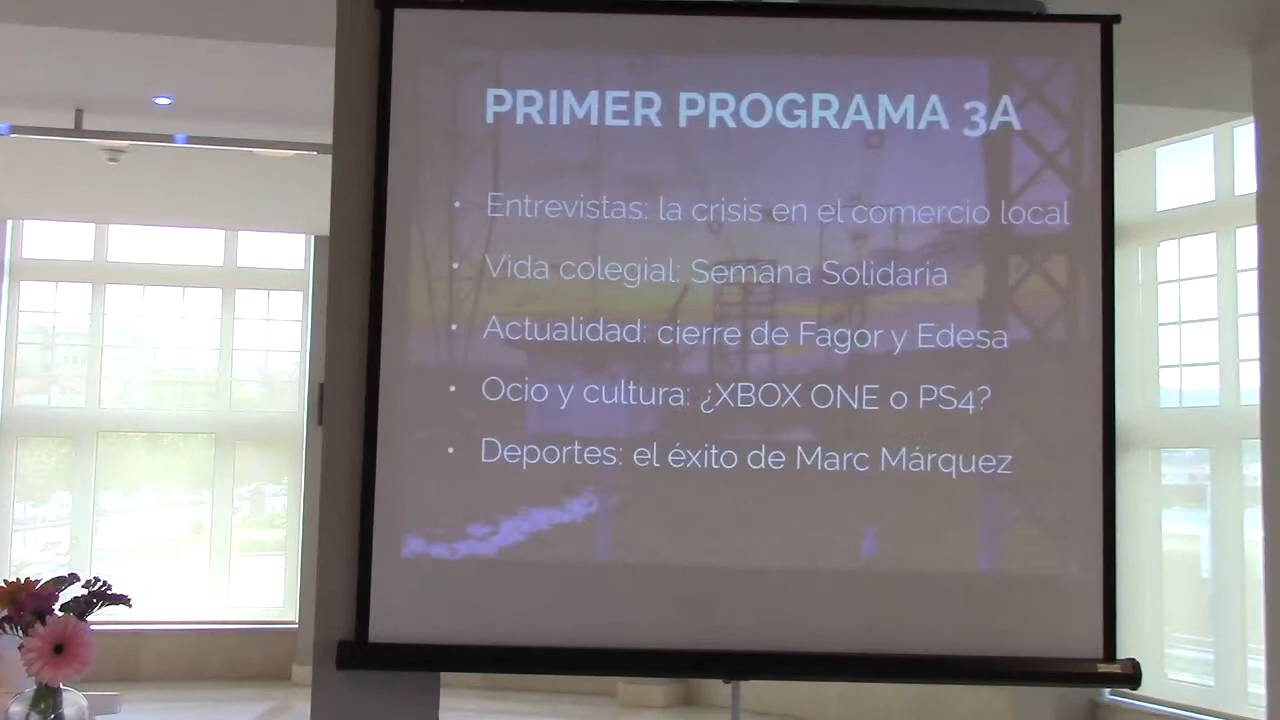 PRIMER PROGRAMA 3A
• Entrevistas: la crisis en el comercio local
• Vida colegial: Semana Solidaria
• Actualidad: cierre de Fagor y Edesa
• Ocio y cultura: ¿XBOX ONE o PS4?
• Deportes: el éxito de Marc Márquez